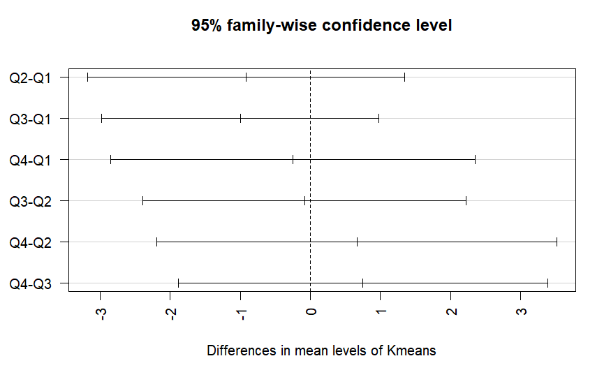 95% family-wise confidence level
Q2-Q1
Q3-Q1
Q4-Q1
Q3-Q2
Q4-Q2
Q4-Q3
-3 -2 -1 0 1 2 3
Differences in mean levels of Kmeans